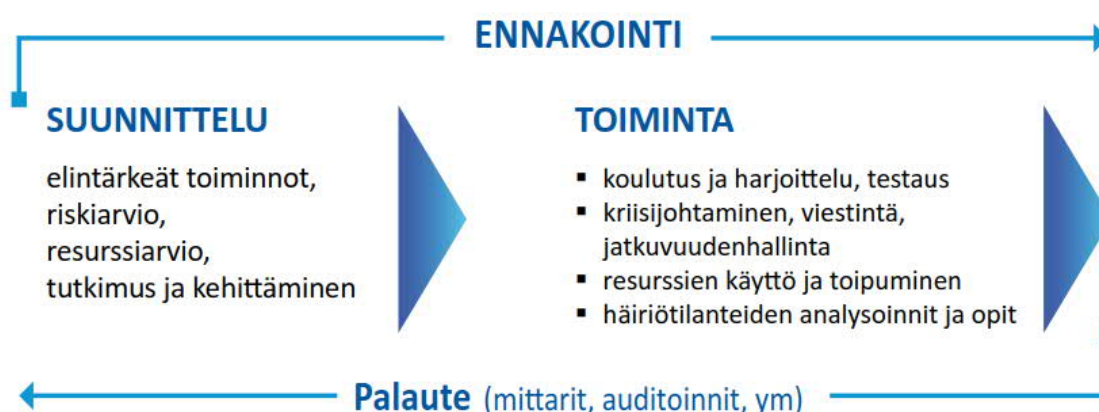 ENNAKOINTI
SUUNNITTELU
elintärkeät toiminnot,
riskiarvio,
resurssiarvio,
tutkimus ja kehittäminen
TOIMINTA
▪ koulutus ja harjoittelu, testaus
▪ kriisijohtaminen, viestintä,
jatkuvuudenhallinta
▪ resurssien käyttö ja toipuminen
▪ häiriötilanteiden analysoinnit ja opit
Palaute (mittarit, auditoinnit, ym)